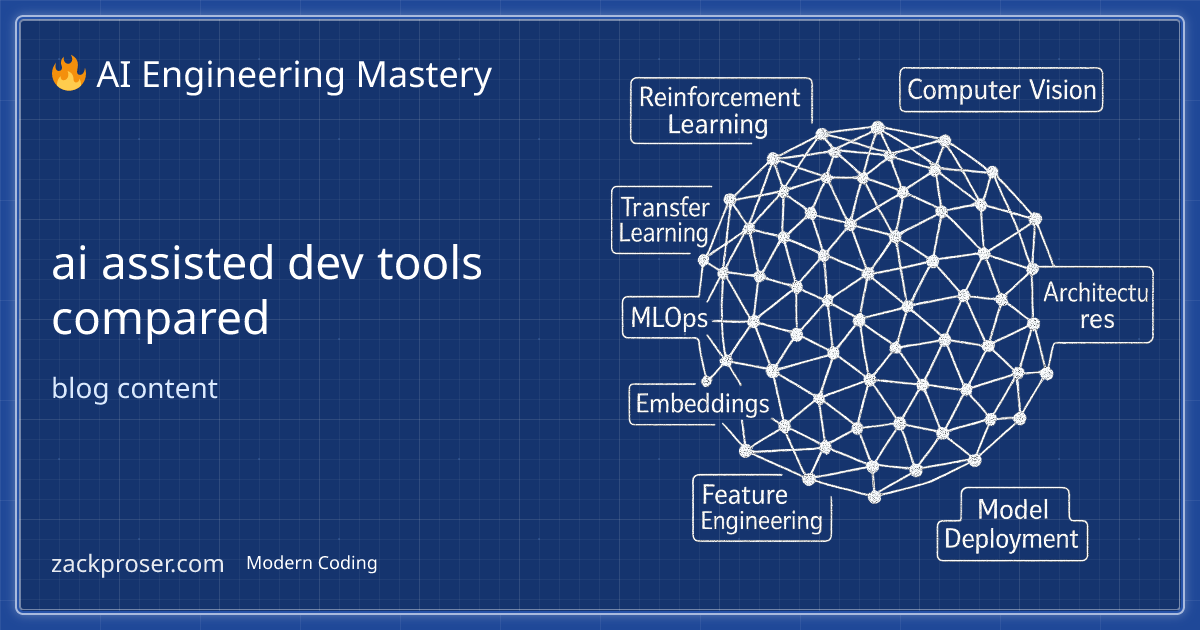 🔥 AI Engineering Mastery
ai assisted dev tools
compared
blog content
zackproser.com
Modern Coding
Reinforcement
Learning
Computer Vision
Transfer
Learning
MLOps
Architectu
res
Embeddings
Feature
Engineering
Model
Deployment